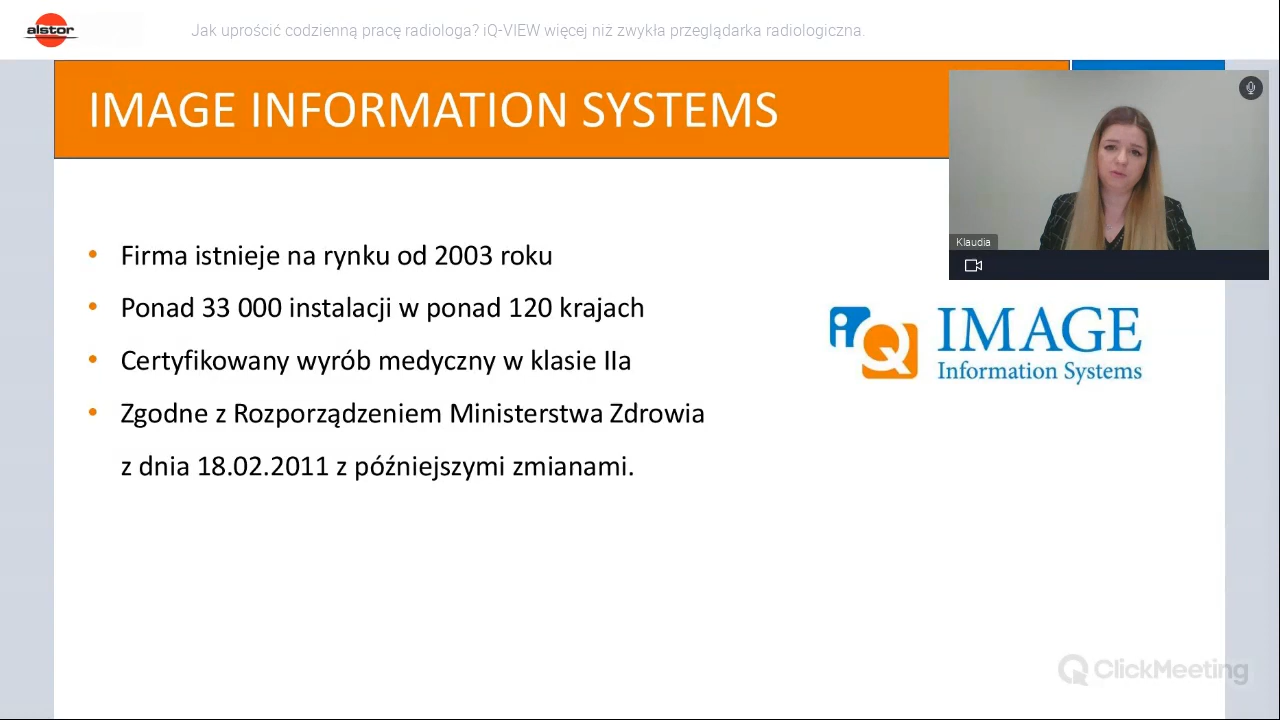 alstor
Jak uprościć codzienną pracę radiologa? iQ-VIEW więcej niż zwykła przeglądarka radiologiczna.
IMAGE INFORMATION SYSTEMS
Klaudia
• Firma istnieje na rynku od 2003 roku
• Ponad 33 000 instalacji w ponad 120 krajach
• Certyfikowany wyrób medyczny w klasie IIa
• Zgodne z Rozporządzeniem Ministerstwa Zdrowia
z dnia 18.02.2011 z późniejszymi zmianami.
iQ IMAGE
Information Systems
ClickMeeting